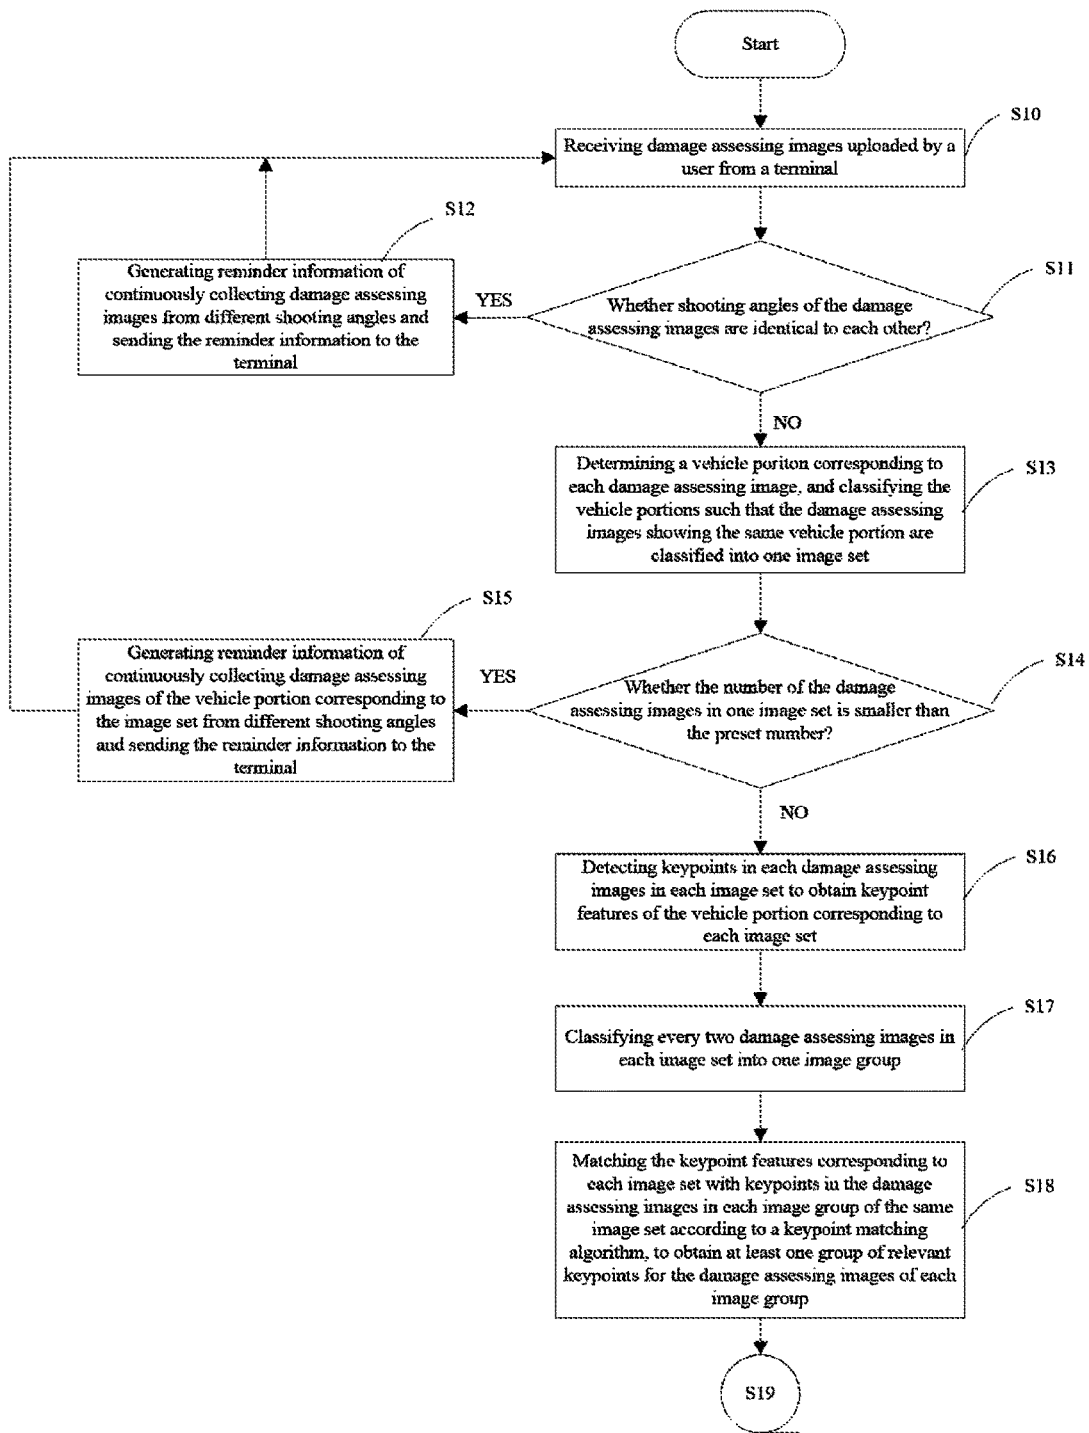 Start
S10
Receiving damage assessing images uploaded by a
user from a terminal
S12
Generating reminder information of
continuously collecting damage assessing
images from different shooting angles and
sending the reminder information to the
terminal
YES
S11
Whether shooting angles of the damage
assessing images are identical to each other?
NO
S13
Determining a vehicle poriton corresponding to
each damage assessing image, and classifying the
vehicle portions such that the damage assessing
images showing the same vehicle portion are
classified into one image set
S15
Generating reminder information of
continuously collecting damage assessing
images of the vehicle portion corresponding to
the image set from different shooting angles
and sending the reminder information to the
terminal
YES
S14
Whether the number of the damage
assessing images in one image set is smaller than
the preset number?
NO
S16
Detecting keypoints in each damage assessing
images in each image set to obtain keypoint
features of the vehicle portion corresponding to
each image set
S17
Classifying every two damage assessing images in
each image set into one image group
S18
Matching the keypoint features corresponding to
each image set with keypoints in the damage
assessing images in each image group of the same
image set according to a keypoint matching
algorithm, to obtain at least one group of relevant
keypoints for the damage assessing images of each
image group
S19